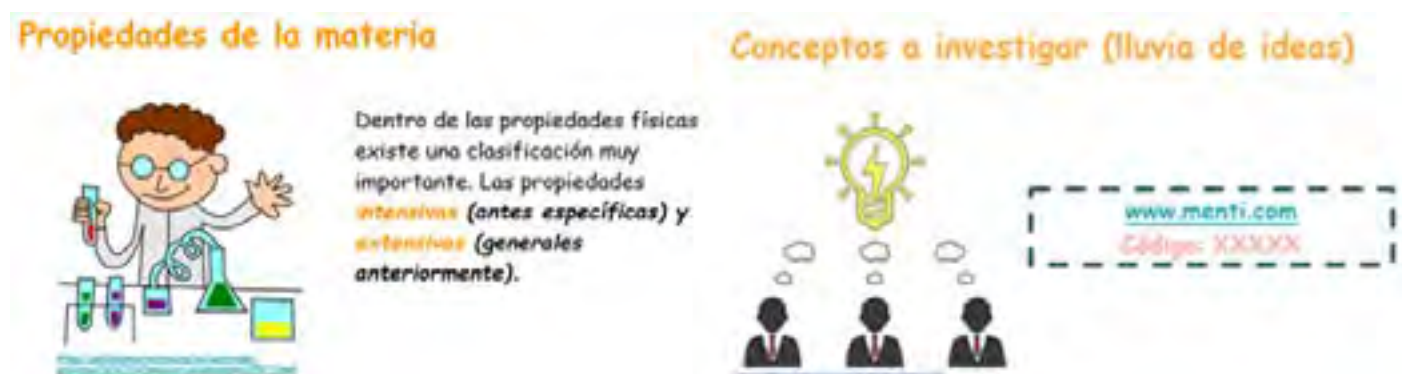 Propiedades de la materia
Dentro de las propiedades físicas
existe una clasificación muy
importante. Las propiedades
intensivas (antes específicas) y
extensivas (generales
anteriormente).
Conceptos a investigar (lluvia de ideas)
www.menti.com
Código: XXXXX